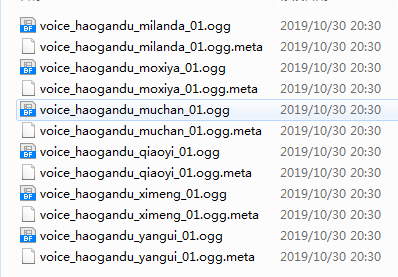 voice_haogandu_milanda_01.ogg 2019/10/30 20:30
voice_haogandu_milanda_01.ogg.meta 2019/10/30 20:30
voice_haogandu_moxiya_01.ogg 2019/10/30 20:30
voice_haogandu_moxiya_01.ogg.meta 2019/10/30 20:30
voice_haogandu_muchan_01.ogg 2019/10/30 20:30
voice_haogandu_muchan_01.ogg.meta 2019/10/30 20:30
voice_haogandu_qiaoyi_01.ogg 2019/10/30 20:30
voice_haogandu_qiaoyi_01.ogg.meta 2019/10/30 20:30
voice_haogandu_ximeng_01.ogg 2019/10/30 20:30
voice_haogandu_ximeng_01.ogg.meta 2019/10/30 20:30
voice_haogandu_yangui_01.ogg 2019/10/30 20:30
voice_haogandu_yangui_01.ogg.meta 2019/10/30 20:30